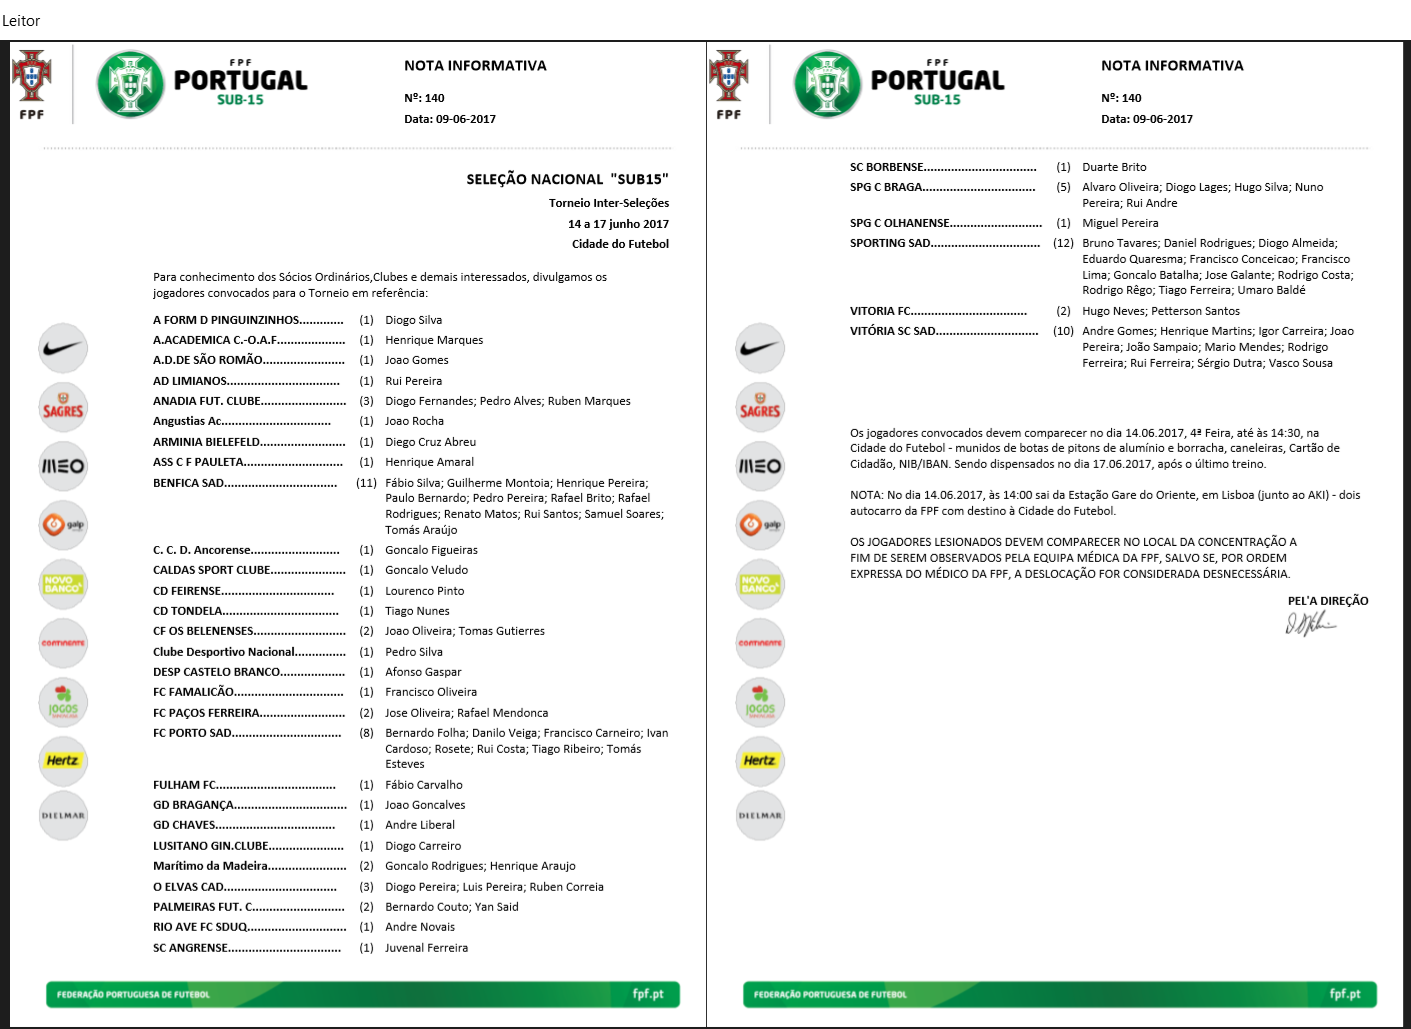 Leitor
FPF
FPF
PORTUGAL
SUB-15
NOTA INFORMATIVA
Nº: 140
Data: 09-06-2017
SELEÇÃO NACIONAL "SUB15"
Torneio Inter-Seleções
14 a 17 junho 2017
Cidade do Futebol
Para conhecimento dos Sócios Ordinários,Clubes e demais interessados, divulgamos os
jogadores convocados para o Torneio em referência:
A FORM D PINGUINZINHOS............. (1) Diogo Silva
A.ACADEMICA C.-O.A.F.................... (1) Henrique Marques
A.D.DE SÃO ROMÃO........................ (1) Joao Gomes
AD LIMIANOS................................. (1) Rui Pereira
ANADIA FUT. CLUBE......................... (3) Diogo Fernandes; Pedro Alves; Ruben Marques
Angustias Ac................................ (1) Joao Rocha
ARMINIA BIELEFELD......................... (1) Diego Cruz Abreu
ASS C F PAULETA............................. (1) Henrique Amaral
BENFICA SAD................................. (11) Fábio Silva; Guilherme Montoia; Henrique Pereira;
Paulo Bernardo; Pedro Pereira; Rafael Brito; Rafael
Rodrigues; Renato Matos; Rui Santos; Samuel Soares;
Tomás Araújo
C. C. D. Ancorense.......................... (1) Goncalo Figueiras
CALDAS SPORT CLUBE...................... (1) Goncalo Veludo
CD FEIRENSE................................. (1) Lourenco Pinto
CD TONDELA.................................. (1) Tiago Nunes
CF OS BELENENSES........................... (2) Joao Oliveira; Tomas Gutierres
Clube Desportivo Nacional............... (1) Pedro Silva
DESP CASTELO BRANCO................... (1) Afonso Gaspar
FC FAMALICÃO................................ (1) Francisco Oliveira
FC PAÇOS FERREIRA......................... (2) Jose Oliveira; Rafael Mendonca
FC PORTO SAD................................ (8) Bernardo Folha; Danilo Veiga; Francisco Carneiro; Ivan
Cardoso; Rosete; Rui Costa; Tiago Ribeiro; Tomás
Esteves
FULHAM FC................................... (1) Fábio Carvalho
GD BRAGANÇA................................. (1) Joao Goncalves
GD CHAVES................................... (1) Andre Liberal
LUSITANO GIN.CLUBE...................... (1) Diogo Carreiro
Marítimo da Madeira....................... (2) Goncalo Rodrigues; Henrique Araujo
O ELVAS CAD................................. (3) Diogo Pereira; Luis Pereira; Ruben Correia
PALMEIRAS FUT. C........................... (2) Bernardo Couto; Yan Said
RIO AVE FC SDUQ............................. (1) Andre Novais
SC ANGRENSE................................. (1) Juvenal Ferreira
SAGRES
MEO
galp
NOVO
BANCO
CONTINENTE
JOGOS
Hertz
DIELMAR
FEDERAÇÃO PORTUGUESA DE FUTEBOL
fpf.pt
FPF
FPF
PORTUGAL
SUB-15
NOTA INFORMATIVA
Nº: 140
Data: 09-06-2017
SC BORBENSE................................. (1) Duarte Brito
SPG C BRAGA................................. (5) Alvaro Oliveira; Diogo Lages; Hugo Silva; Nuno
Pereira; Rui Andre
SPG C OLHANENSE........................... (1) Miguel Pereira
SPORTING SAD................................ (12) Bruno Tavares; Daniel Rodrigues; Diogo Almeida;
Eduardo Quaresma; Francisco Conceicao; Francisco
Lima; Goncalo Batalha; Jose Galante; Rodrigo Costa;
Rodrigo Rêgo; Tiago Ferreira; Umaro Baldé
VITORIA FC.................................. (2) Hugo Neves; Petterson Santos
VITÓRIA SC SAD.............................. (10) Andre Gomes; Henrique Martins; Igor Carreira; Joao
Pereira; João Sampaio; Mario Mendes; Rodrigo
Ferreira; Rui Ferreira; Sérgio Dutra; Vasco Sousa
Os jogadores convocados devem comparecer no dia 14.06.2017, 4ª Feira, até às 14:30, na
Cidade do Futebol - munidos de botas de pitons de alumínio e borracha, caneleiras, Cartão de
Cidadão, NIB/IBAN. Sendo dispensados no dia 17.06.2017, após o último treino.
NOTA: No dia 14.06.2017, às 14:00 sai da Estação Gare do Oriente, em Lisboa (junto ao AKI) - dois
autocarro da FPF com destino à Cidade do Futebol.
OS JOGADORES LESIONADOS DEVEM COMPARECER NO LOCAL DA CONCENTRAÇÃO A
FIM DE SEREM OBSERVADOS PELA EQUIPA MÉDICA DA FPF, SALVO SE, POR ORDEM
EXPRESSA DO MÉDICO DA FPF, A DESLOCAÇÃO FOR CONSIDERADA DESNECESSÁRIA.
PEL'A DIREÇÃO
SAGRES
MEO
galp
NOVO
BANCO
CONTINENTE
JOGOS
Hertz
DIELMAR
FEDERAÇÃO PORTUGUESA DE FUTEBOL
fpf.pt